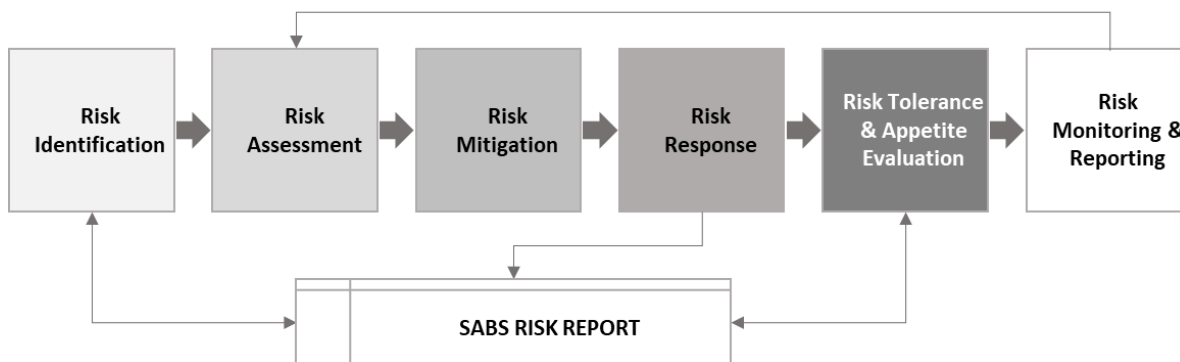 Risk
Identification
Risk
Assessment
Risk
Mitigation
Risk
Response
Risk Tolerance
& Appetite
Evaluation
Risk
Monitoring &
Reporting
SABS RISK REPORT